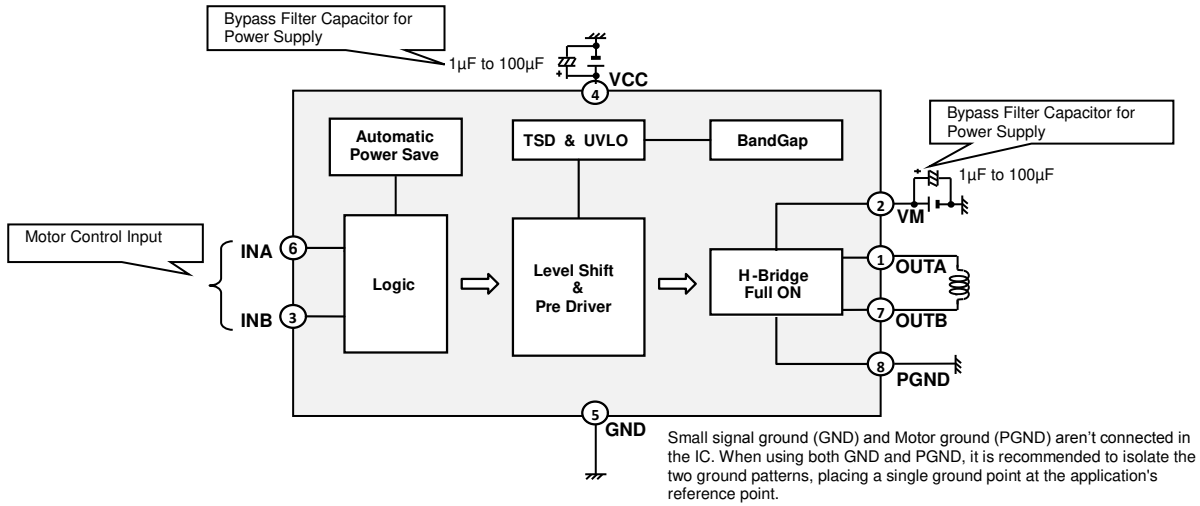 Bypass Filter Capacitor for
Power Supply
1µF to 100µF
VCC
4
Bypass Filter Capacitor for
Power Supply
1µF to 100µF
Automatic
Power Save
TSD & UVLO
BandGap
2
VM
Motor Control Input
INA
6
INB
3
Logic
Level Shift
&
Pre Driver
H-Bridge
Full ON
1
OUTA
7
OUTB
8
PGND
5
GND
Small signal ground (GND) and Motor ground (PGND) aren't connected in
the IC. When using both GND and PGND, it is recommended to isolate the
two ground patterns, placing a single ground point at the application's
reference point.